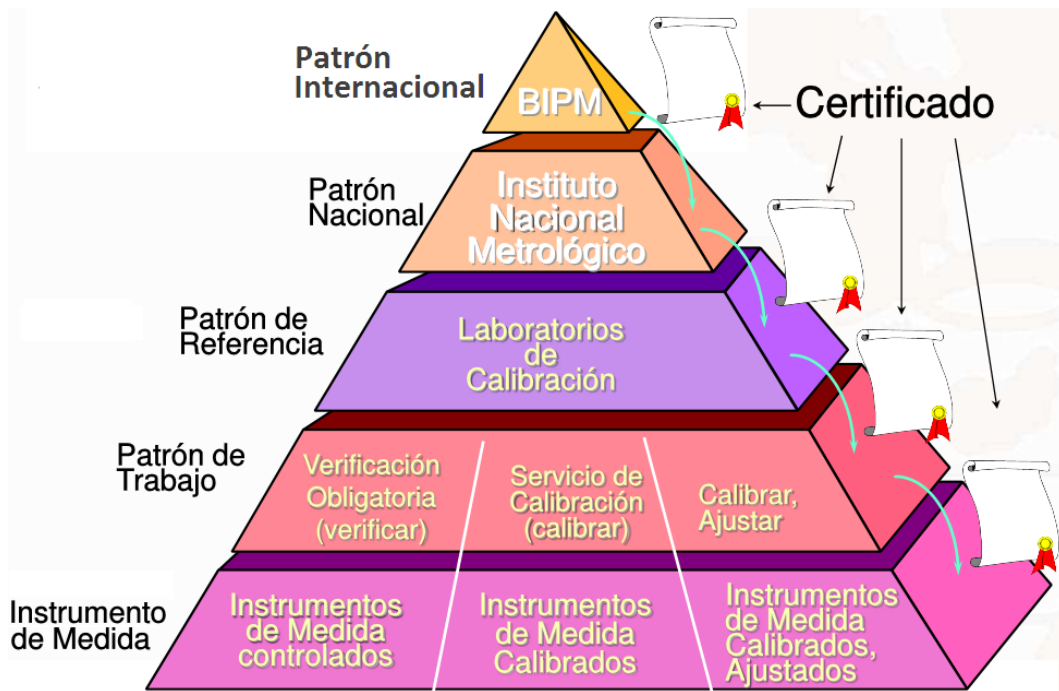 Patrón
Internacional
BIPM
Certificado
Patrón
Nacional
Instituto
Nacional
Metrológico
Patrón de
Referencia
Laboratorios
de
Calibración
Patrón de
Trabajo
Verificación
Obligatoria
(verificar)
Servicio de
Calibración
(calibrar)
Calibrar,
Ajustar
Instrumento
de Medida
Instrumentos
de Medida
controlados
Instrumentos
de Medida
Calibrados
Instrumentos
de Medida
Calibrados,
Ajustados